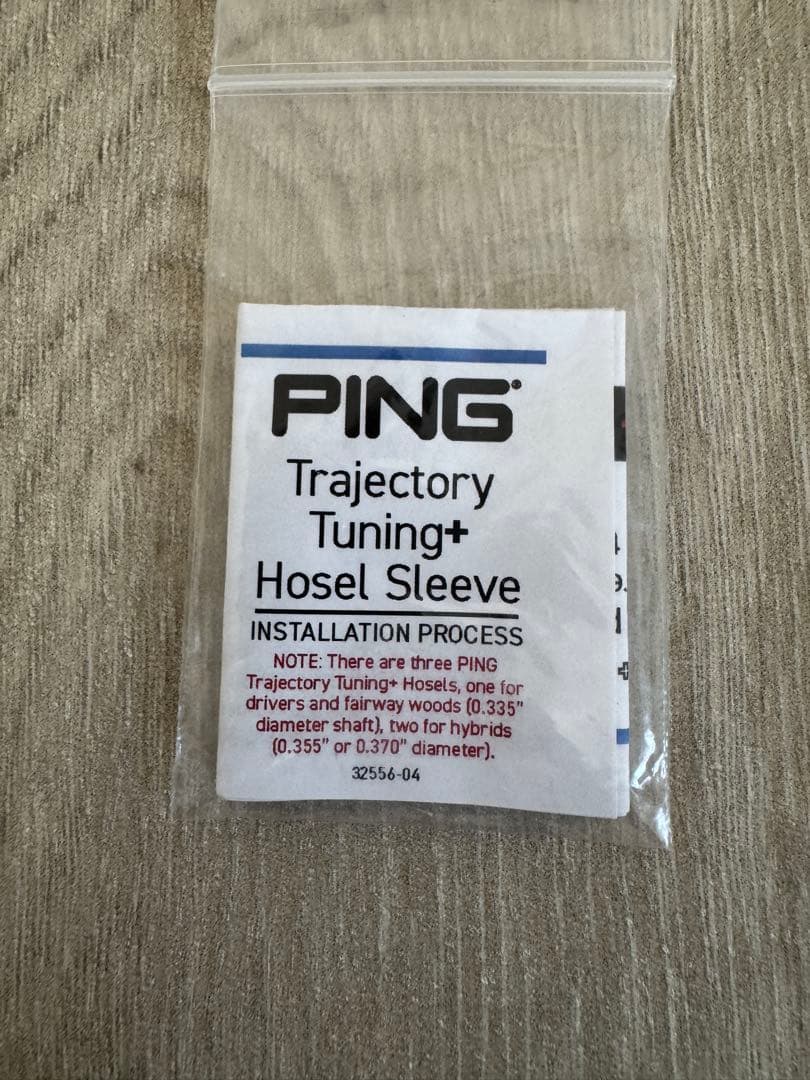 PING
Trajectory
Tuning+
Hosel Sleeve
INSTALLATION PROCESS
NOTE: There are three PING
Trajectory Tuning+ Hosels, one for
drivers and fairway woods (0.335"
diameter shaft), two for hybrids
(0.355" or 0.370" diameter).
32556-04